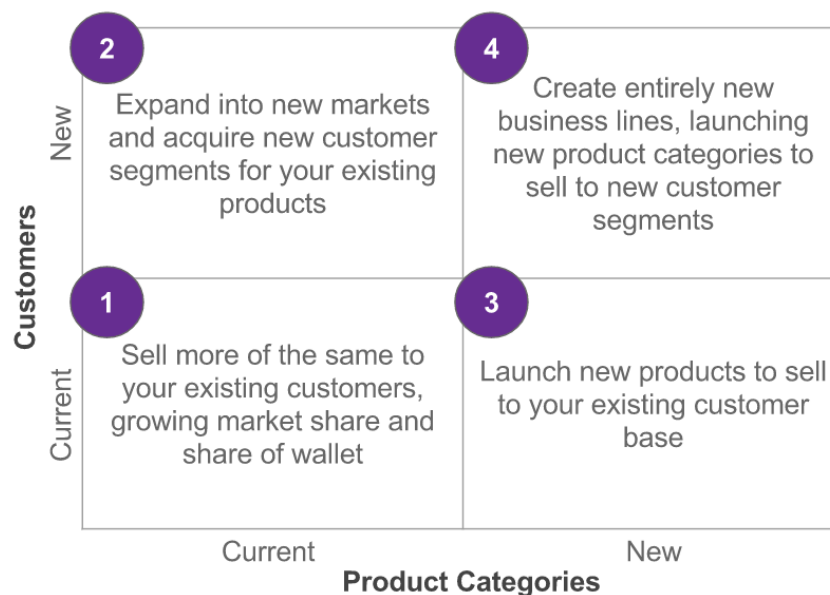 2
Expand into new markets
and acquire new customer
segments for your existing
products
4
Create entirely new
business lines, launching
new product categories to
sell to new customer
segments
1
Sell more of the same to
your existing customers,
growing market share and
share of wallet
3
Launch new products to sell
to your existing customer
base
Customers
New
Current
Current
New
Product Categories